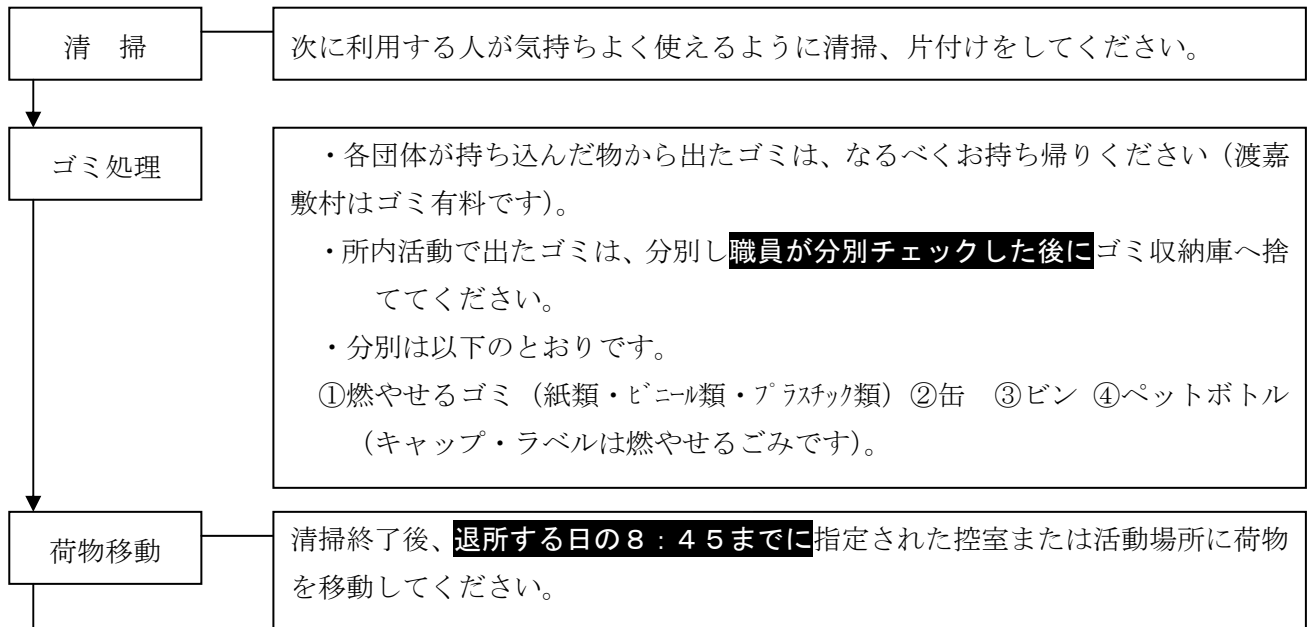 清　掃
次に利用する人が気持ちよく使えるように清掃、片付けをしてください。
ゴミ処理
・各団体が持ち込んだ物から出たゴミは、なるべくお持ち帰りください（渡嘉
敷村はゴミ有料です）。
・所内活動で出たゴミは、分別し職員が分別チェックした後にゴミ収納庫へ捨
ててください。
・分別は以下のとおりです。
①燃やせるゴミ（紙類・ﾋﾞﾆｰﾙ類・ﾌﾟﾗｽﾁｯｸ類）②缶　③ビン ④ペットボトル
（キャップ・ラベルは燃やせるごみです）。
荷物移動
清掃終了後、退所する日の８：４５までに指定された控室または活動場所に荷物
を移動してください。